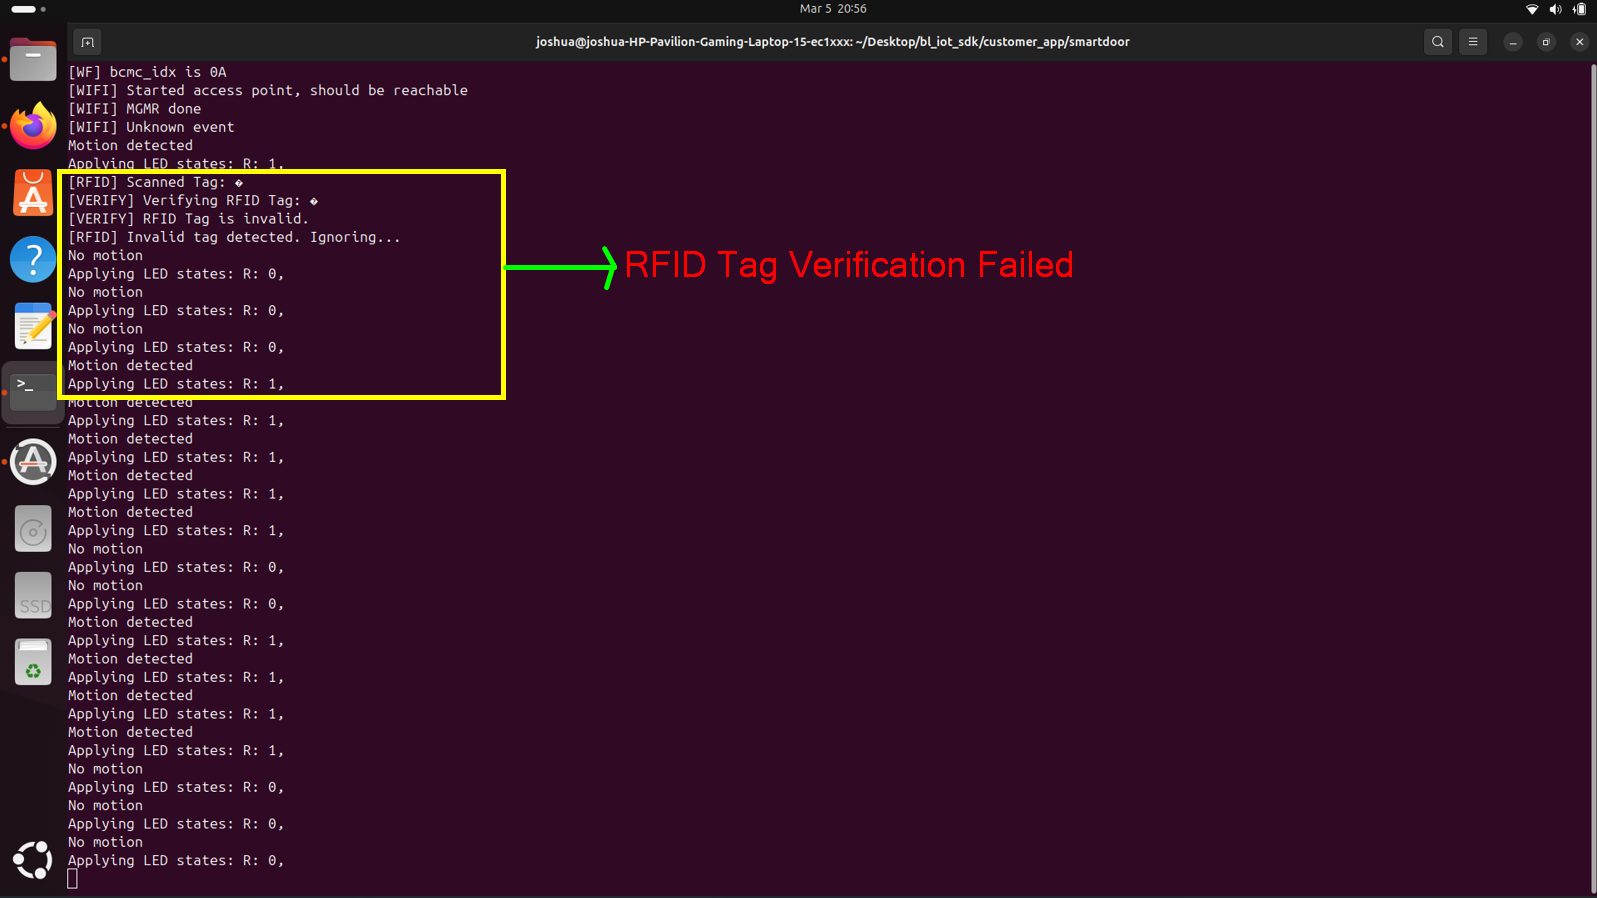 Mar 5 20:56
joshua@joshua-HP-Pavilion-Gaming-Laptop-15-ec1xxx: ~/Desktop/bl_iot_sdk/customer_app/smartdoor
[WF] bcmc_idx is 0A
[WIFI] Started access point, should be reachable
[WIFI] MGMR done
[WIFI] Unknown event
Motion detected
Applying LED states: R: 1,
[RFID] Scanned Tag: �
[VERIFY] Verifying RFID Tag: �
[VERIFY] RFID Tag is invalid.
[RFID] Invalid tag detected. Ignoring...
No motion
Applying LED states: R: 0,
No motion
Applying LED states: R: 0,
No motion
Applying LED states: R: 0,
Motion detected
Applying LED states: R: 1,
RFID Tag Verification Failed
Motion detected
Applying LED states: R: 1,
Motion detected
Applying LED states: R: 1,
Motion detected
Applying LED states: R: 1,
Motion detected
Applying LED states: R: 1,
No motion
Applying LED states: R: 0,
No motion
Applying LED states: R: 0,
Motion detected
Applying LED states: R: 1,
Motion detected
Applying LED states: R: 1,
Motion detected
Applying LED states: R: 1,
Motion detected
Applying LED states: R: 1,
No motion
Applying LED states: R: 0,
No motion
Applying LED states: R: 0,
No motion
Applying LED states: R: 0,
SSD